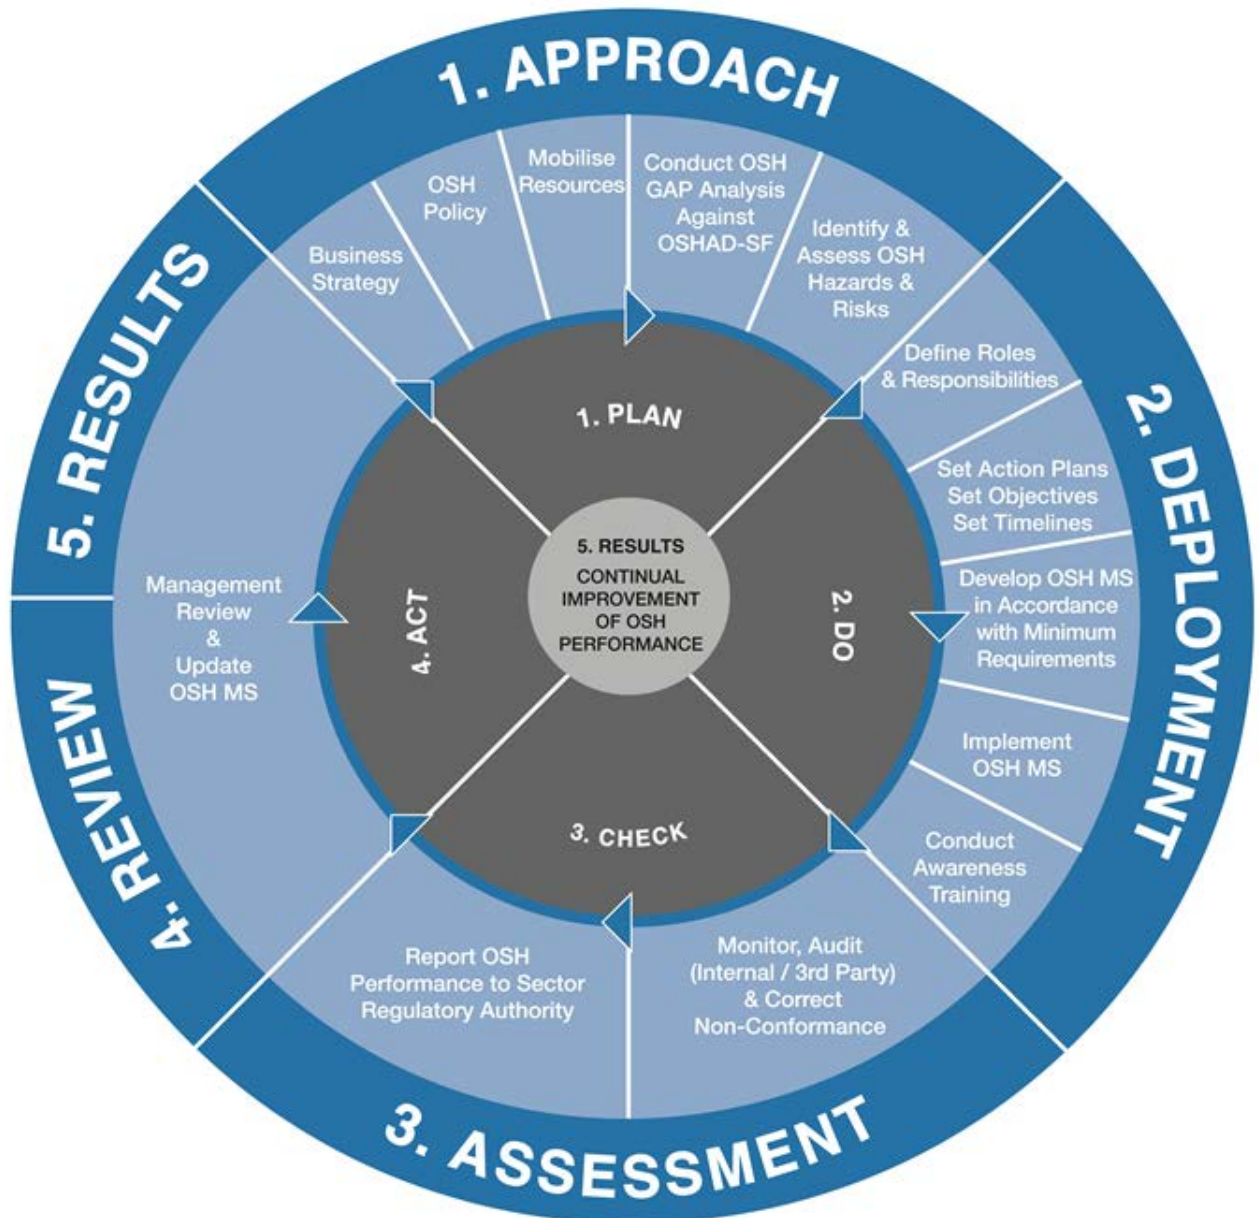 1. APPROACH
Business
Strategy
OSH
Policy
Mobilise
Resources
Conduct OSH
GAP Analysis
Against
OSHAD-SF
Identify &
Assess OSH
Hazards &
Risks
2. DEPLOYMENT
Define Roles
& Responsibilities
Set Action Plans
Set Objectives
Set Timelines
Develop OSH MS
in Accordance
with Minimum
Requirements
Implement
OSH MS
Conduct
Awareness
Training
3. ASSESSMENT
Monitor, Audit
(Internal / 3rd Party)
& Correct
Non-Conformance
Report OSH
Performance to Sector
Regulatory Authority
4. REVIEW
Management
Review
&
Update
OSH MS
5. RESULTS
1. PLAN
2. DO
3. CHECK
4. ACT
5. RESULTS
CONTINUAL
IMPROVEMENT
OF OSH
PERFORMANCE